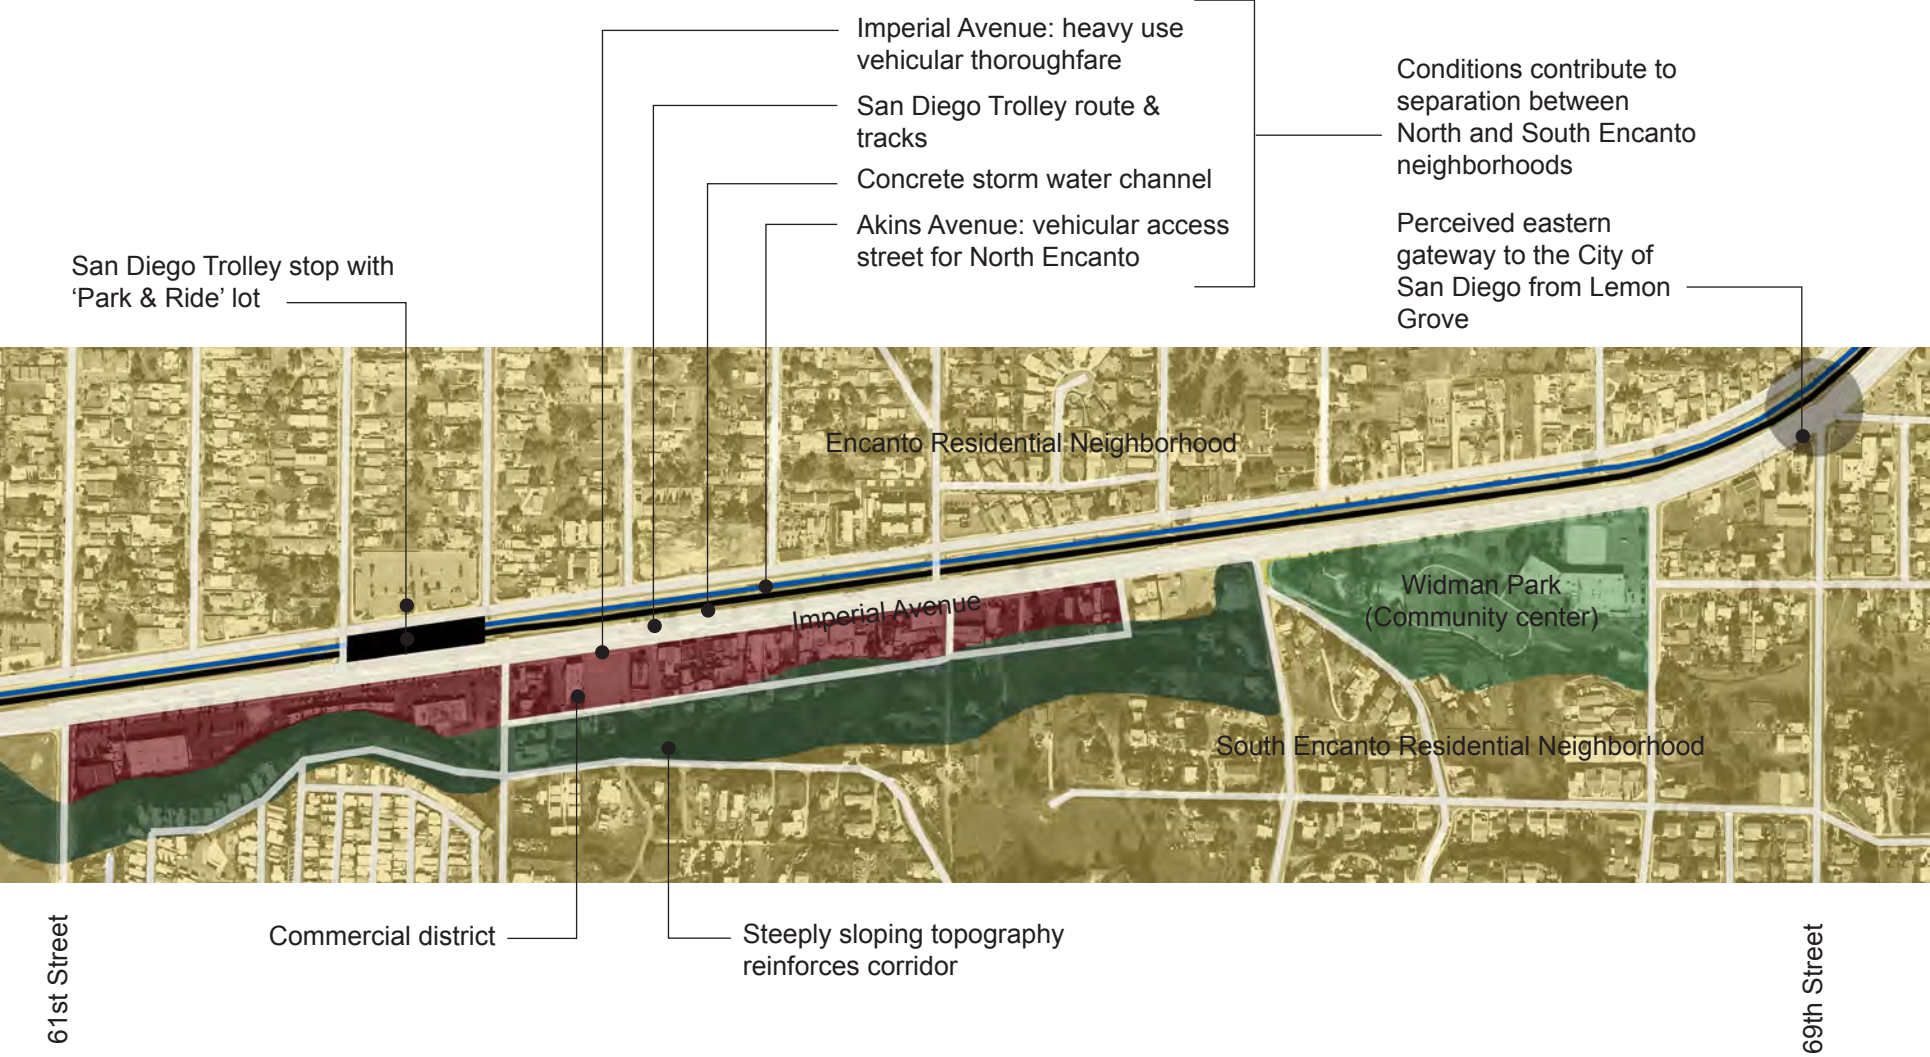 Imperial Avenue: heavy use
vehicular thoroughfare
San Diego Trolley route &
tracks
Concrete storm water channel
Akins Avenue: vehicular access
street for North Encanto
Conditions contribute to
separation between
North and South Encanto
neighborhoods
Perceived eastern
gateway to the City of
San Diego from Lemon
Grove
San Diego Trolley stop with
‘Park & Ride’ lot
Encanto Residential Neighborhood
Imperial Avenue
Widman Park
(Community center)
South Encanto Residential Neighborhood
Commercial district
Steeply sloping topography
reinforces corridor
61st Street
69th Street